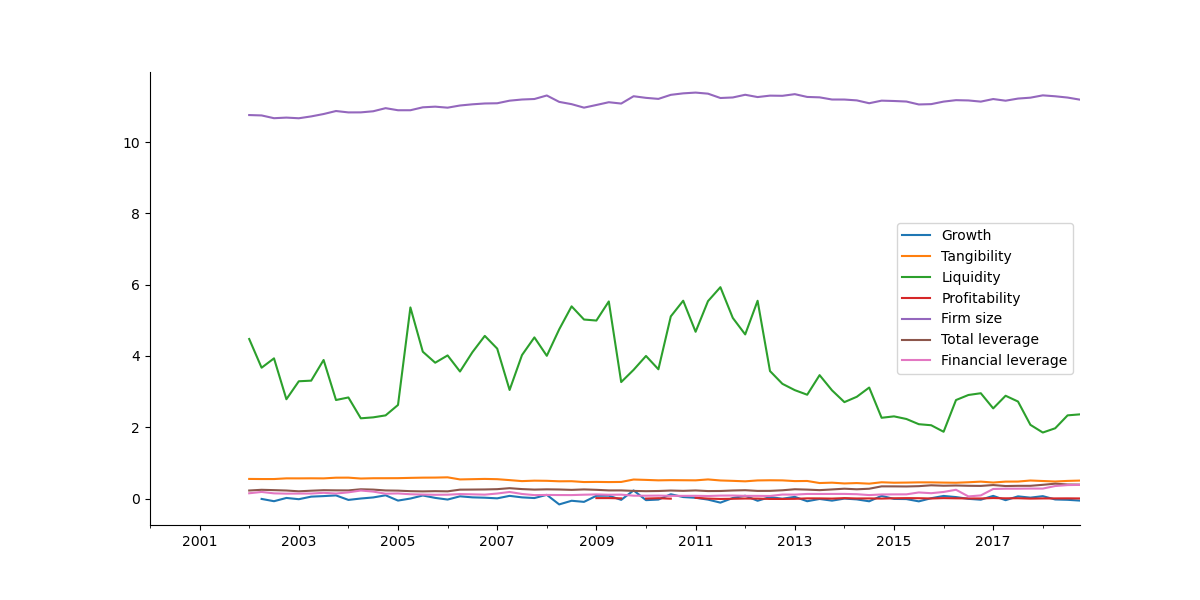 10
8
6
4
2
0
2001 2003 2005 2007 2009 2011 2013 2015 2017
Growth
Tangibility
Liquidity
Profitability
Firm size
Total leverage
Financial leverage